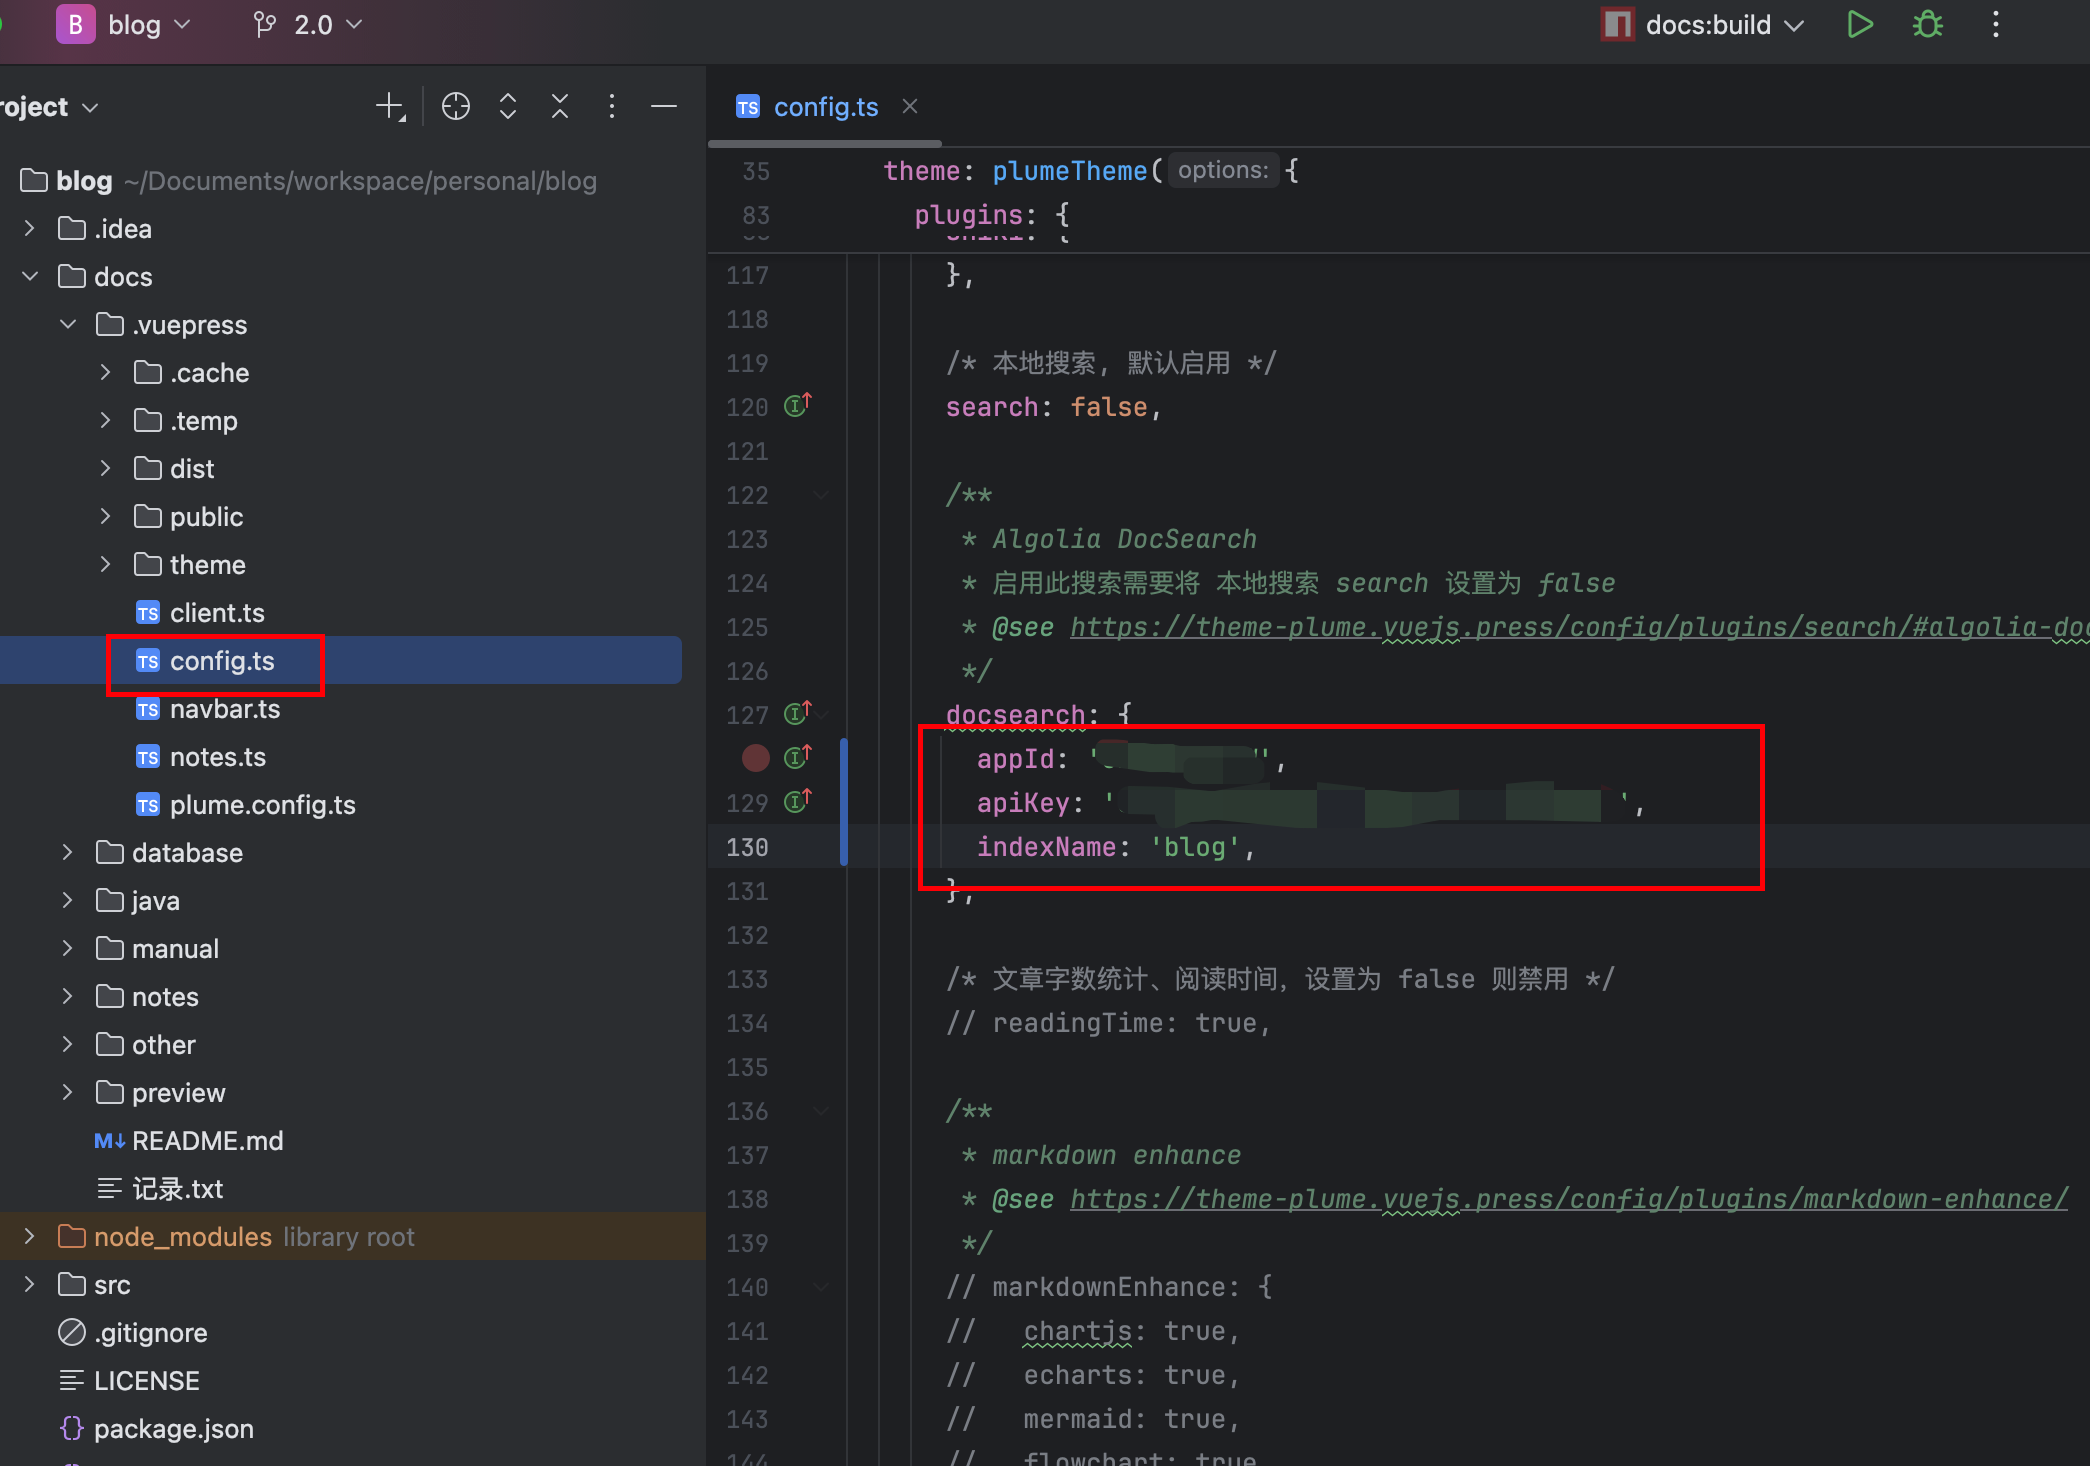 B blog
2.0
docs:build
roject
blog ~/Documents/workspace/personal/blog
.idea
docs
.vuepress
.cache
.temp
dist
public
theme
TS client.ts
TS config.ts
TS navbar.ts
TS notes.ts
TS plume.config.ts
database
java
manual
notes
other
preview
M↓ README.md
记录.txt
node_modules library root
src
.gitignore
LICENSE
{} package.json
TS config.ts
35 theme: plumeTheme( options: {
83 plugins: {
117 },
118
119 /* 本地搜索, 默认启用 */
120 search: false,
121
122 /**
123 * Algolia DocSearch
124 * 启用此搜索需要将 本地搜索 search 设置为 false
125 * @see https://theme-plume.vuejs.press/config/plugins/search/#algolia-doc
126 */
127 docsearch: {
appId: ' ',
129 apiKey: ' ',
130 indexName: 'blog',
131 },
132
133 /* 文章字数统计、阅读时间, 设置为 false 则禁用 */
134 // readingTime: true,
135
136 /**
137 * markdown enhance
138 * @see https://theme-plume.vuejs.press/config/plugins/markdown-enhance/
139 */
140 // markdownEnhance: {
141 // chartjs: true,
142 // echarts: true,
143 // mermaid: true,
144 // flowchart: true